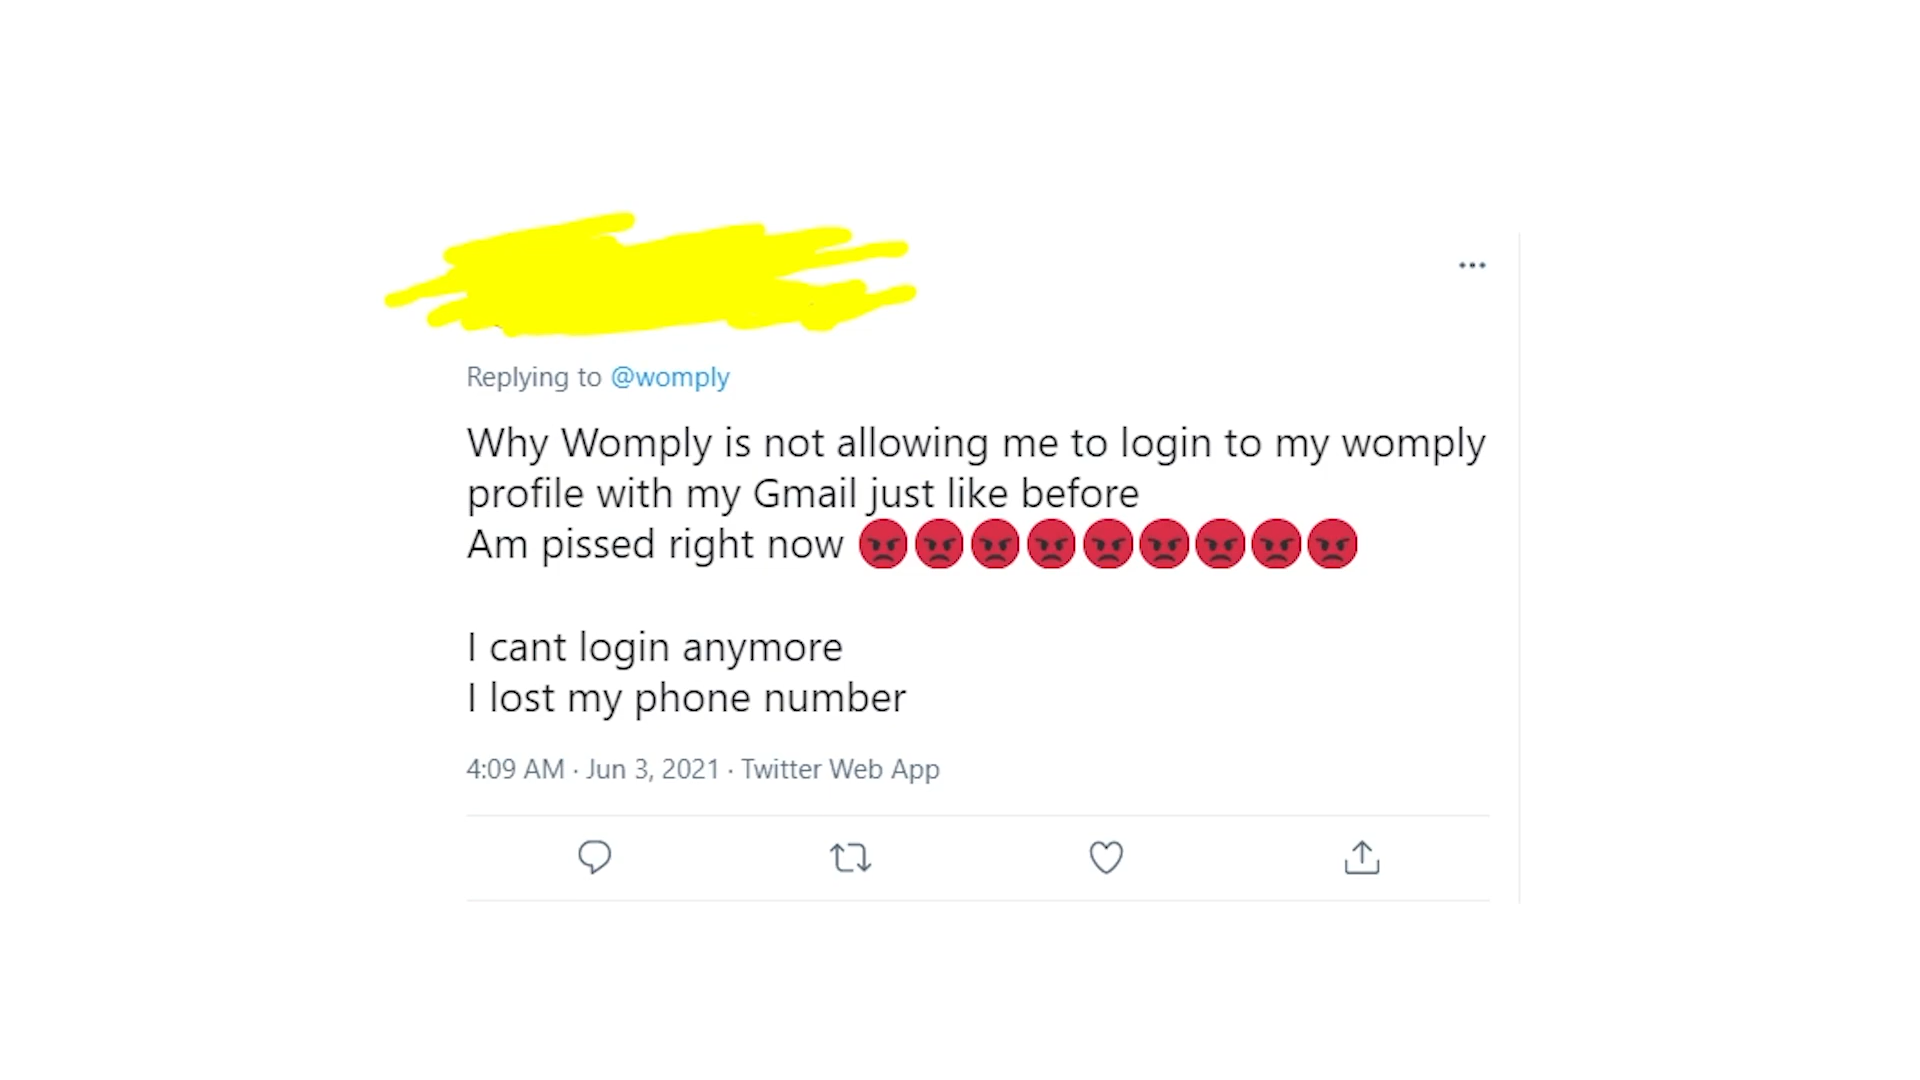 Replying to @womply
Why Womply is not allowing me to login to my womply
profile with my Gmail just like before
Am pissed right now 😡😡😡😡😡😡😡😡😡
I cant login anymore
I lost my phone number
4:09 AM · Jun 3, 2021 · Twitter Web App